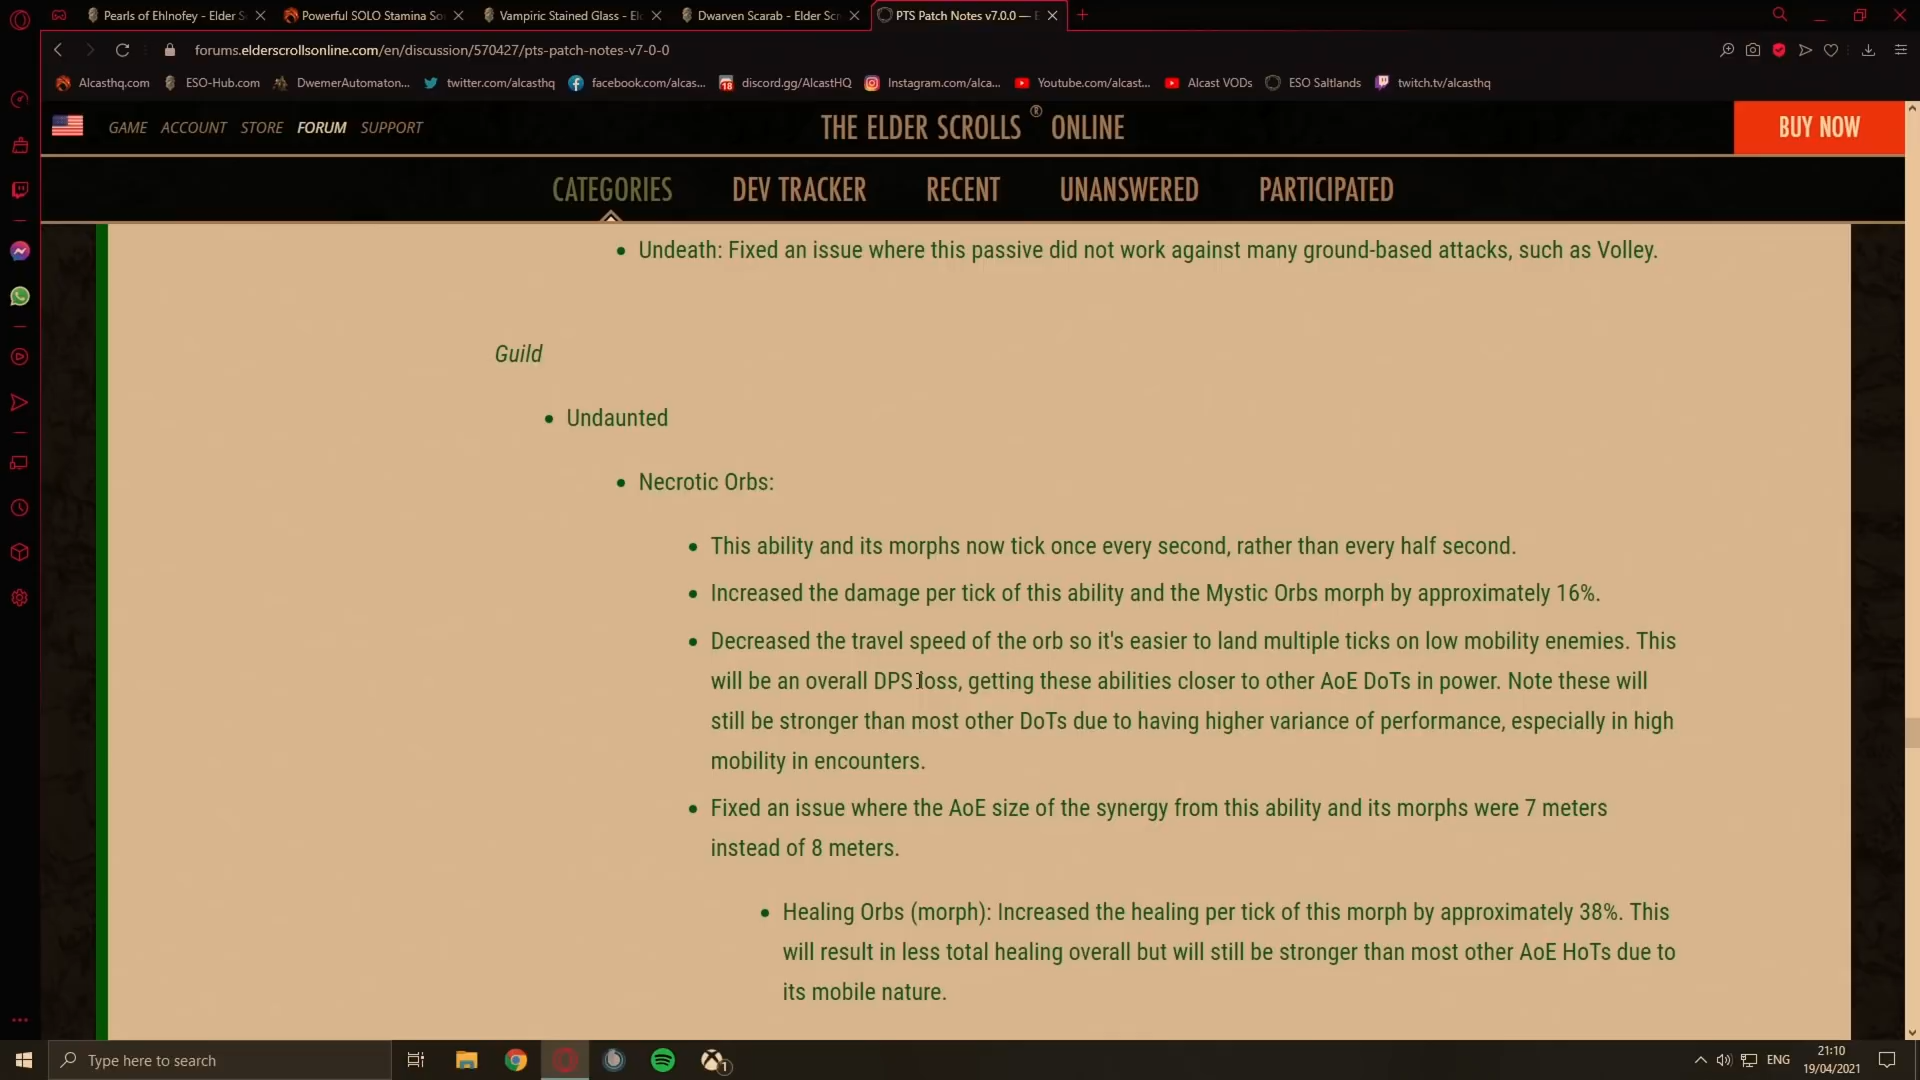 Pearls of Ehlnofey - Elder S
Powerful SOLO Stamina So
Vampiric Stained Glass - El
Dwarven Scarab - Elder Scr
PTS Patch Notes v7.0.0 — E
forums.elderscrollsonline.com/en/discussion/570427/pts-patch-notes-v7-0-0
Alcasthq.com
ESO-Hub.com
DwemerAutomaton...
twitter.com/alcasthq
facebook.com/alcas...
18
discord.gg/AlcastHQ
Instagram.com/alca...
Youtube.com/alcast...
Alcast VODs
ESO Saltlands
twitch.tv/alcasthq
GAME ACCOUNT STORE FORUM SUPPORT
THE ELDER SCROLLS ® ONLINE
BUY NOW
CATEGORIES DEV TRACKER RECENT UNANSWERED PARTICIPATED
• Undeath: Fixed an issue where this passive did not work against many ground-based attacks, such as Volley.
Guild
• Undaunted
• Necrotic Orbs:
• This ability and its morphs now tick once every second, rather than every half second.
• Increased the damage per tick of this ability and the Mystic Orbs morph by approximately 16%.
• Decreased the travel speed of the orb so it's easier to land multiple ticks on low mobility enemies. This
will be an overall DPS loss, getting these abilities closer to other AoE DoTs in power. Note these will
still be stronger than most other DoTs due to having higher variance of performance, especially in high
mobility in encounters.
• Fixed an issue where the AoE size of the synergy from this ability and its morphs were 7 meters
instead of 8 meters.
• Healing Orbs (morph): Increased the healing per tick of this morph by approximately 38%. This
will result in less total healing overall but will still be stronger than most other AoE HoTs due to
its mobile nature.
Type here to search
1
ENG
21:10
19/04/2021